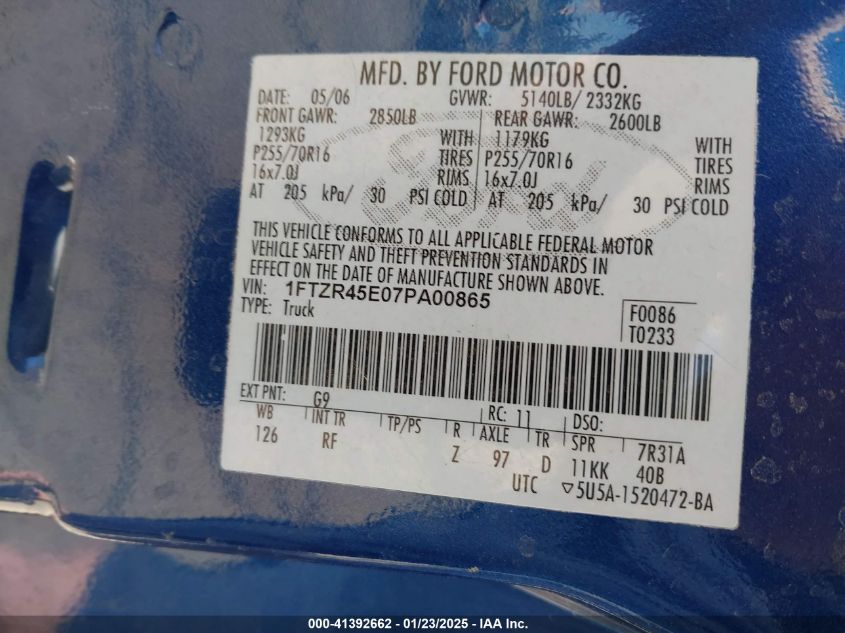 MFD. BY FORD MOTOR CO.
DATE: 05/06 GVWR: 5140LB/ 2332KG
FRONT GAWR: 2850LB REAR GAWR: 2600LB
1293KG WITH 1179KG WITH
P255/70R16 TIRES P255/70R16 TIRES
16x7.0J RIMS 16x7.0J RIMS
AT 205 kPa/ 30 PSI COLD AT 205 kPa/ 30 PSI COLD
Ford
THIS VEHICLE CONFORMS TO ALL APPLICABLE FEDERAL MOTOR
VEHICLE SAFETY AND THEFT PREVENTION STANDARDS IN
EFFECT ON THE DATE OF MANUFACTURE SHOWN ABOVE.
VIN: 1FTZR45E07PA00865
TYPE: Truck
F0086
T0233
EXT PNT: G9 RC: 11 DSO:
WB INT TR TP/PS R AXLE TR SPR 7R31A
126 RF Z 97 D 11KK 40B
UTC ▽5U5A-1520472-BA
000-41392662 - 01/23/2025 - IAA Inc.